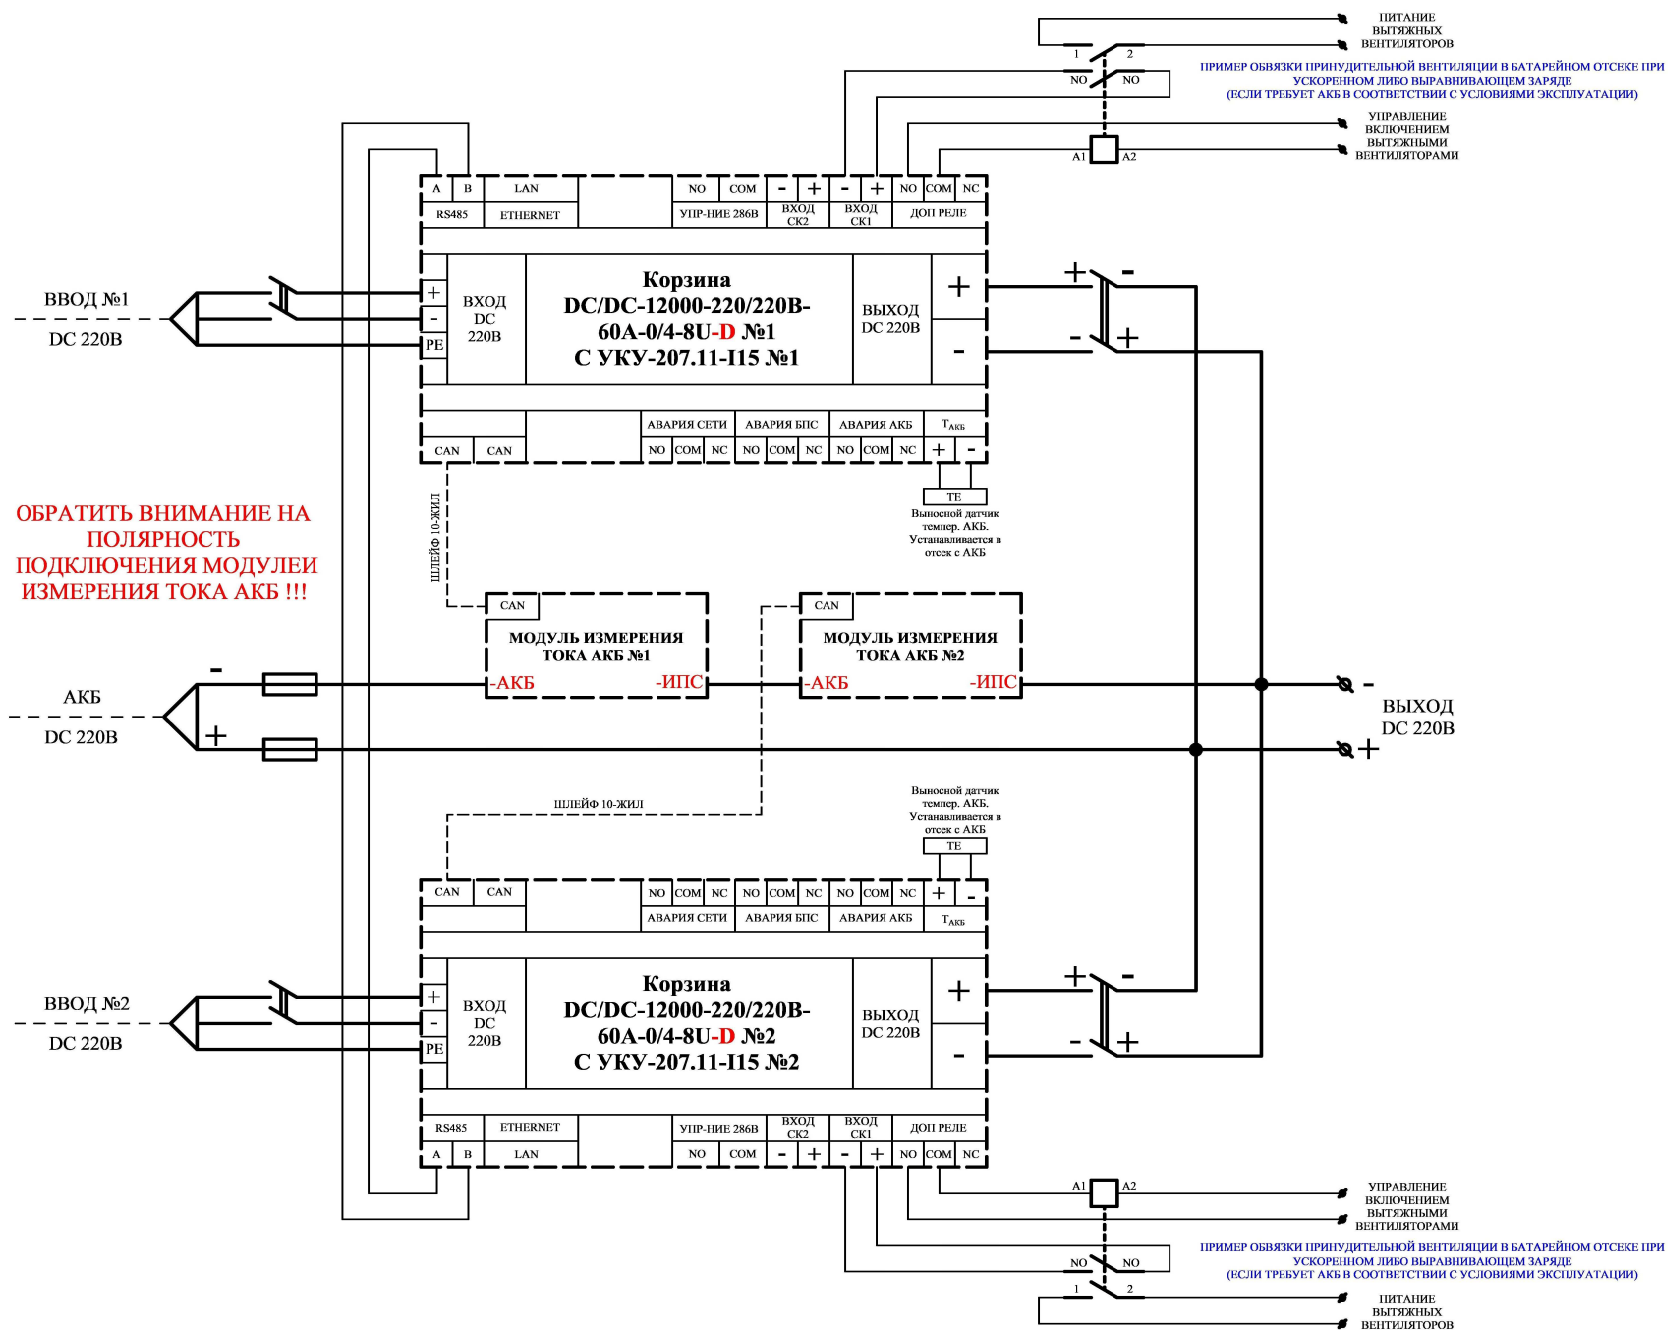 ПИТАНИЕ
ВЫТЯЖНЫХ
ВЕНТИЛЯТОРОВ
1 2
NO NO
ПРИМЕР ОБВЯЗКИ ПРИНУДИТЕЛЬНОЙ ВЕНТИЛЯЦИИ В БАТАРЕЙНОМ ОТСЕКЕ ПРИ
УСКОРЕННОМ ЛИБО ВЫРАВНИВАЮЩЕМ ЗАРЯДЕ
(ЕСЛИ ТРЕБУЕТ АКБ В СООТВЕТСТВИИ С УСЛОВИЯМИ ЭКСПЛУАТАЦИИ)
УПРАВЛЕНИЕ
ВКЛЮЧЕНИЕМ
ВЫТЯЖНЫМИ
ВЕНТИЛЯТОРАМИ
A1 A2
A B LAN NO COM - + - + NO COM NC
RS485 ETHERNET УПР-НИЕ 286В ВХОД СК2 ВХОД СК1 ДОП РЕЛЕ
ВВОД №1
DC 220В
+
-
PE
ВХОД
DC
220В
Корзина
DC/DC-12000-220/220В-
60А-0/4-8U-D №1
С УКУ-207.11-I15 №1
ВЫХОД
DC 220В
+
-
+ -
- +
АВАРИЯ СЕТИ АВАРИЯ БПС АВАРИЯ АКБ TАКБ
CAN CAN NO COM NC NO COM NC NO COM NC + -
TE
Выносной датчик
темпер. АКБ.
Устанавливается в
отсек с АКБ
ШЛЕЙФ 10-ЖИЛ
ОБРАТИТЬ ВНИМАНИЕ НА
ПОЛЯРНОСТЬ
ПОДКЛЮЧЕНИЯ МОДУЛЕЙ
ИЗМЕРЕНИЯ ТОКА АКБ !!!
CAN
МОДУЛЬ ИЗМЕРЕНИЯ
ТОКА АКБ №1
-АКБ -ИПС
CAN
МОДУЛЬ ИЗМЕРЕНИЯ
ТОКА АКБ №2
-АКБ -ИПС
АКБ
DC 220В
-
+
-
ВЫХОД
DC 220В
+
ШЛЕЙФ 10-ЖИЛ
Выносной датчик
темпер. АКБ.
Устанавливается в
отсек с АКБ
TE
CAN CAN NO COM NC NO COM NC NO COM NC + -
АВАРИЯ СЕТИ АВАРИЯ БПС АВАРИЯ АКБ TАКБ
ВВОД №2
DC 220В
+
-
PE
ВХОД
DC
220В
Корзина
DC/DC-12000-220/220В-
60А-0/4-8U-D №2
С УКУ-207.11-I15 №2
ВЫХОД
DC 220В
+
-
+ -
- +
RS485 ETHERNET УПР-НИЕ 286В ВХОД СК2 ВХОД СК1 ДОП РЕЛЕ
A B LAN NO COM - + - + NO COM NC
A1 A2
УПРАВЛЕНИЕ
ВКЛЮЧЕНИЕМ
ВЫТЯЖНЫМИ
ВЕНТИЛЯТОРАМИ
ПРИМЕР ОБВЯЗКИ ПРИНУДИТЕЛЬНОЙ ВЕНТИЛЯЦИИ В БАТАРЕЙНОМ ОТСЕКЕ ПРИ
УСКОРЕННОМ ЛИБО ВЫРАВНИВАЮЩЕМ ЗАРЯДЕ
(ЕСЛИ ТРЕБУЕТ АКБ В СООТВЕТСТВИИ С УСЛОВИЯМИ ЭКСПЛУАТАЦИИ)
NO NO
1 2
ПИТАНИЕ
ВЫТЯЖНЫХ
ВЕНТИЛЯТОРОВ